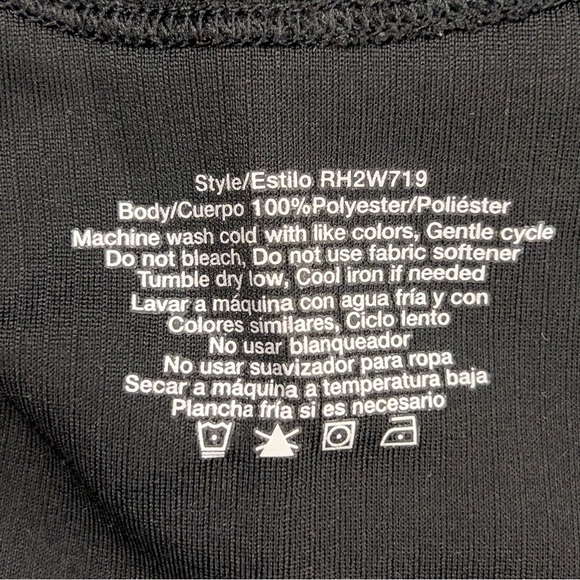 Style/Estilo RH2W719
Body/Cuerpo 100%Polyester/Poliéster
Machine wash cold with like colors, Gentle cycle
Do not bleach, Do not use fabric softener
Tumble dry low, Cool iron if needed
Lavar a máquina con agua fría y con
Colores similares, Ciclo lento
No usar blanqueador
No usar suavizador para ropa
Secar a máquina a temperatura baja
Plancha fría si es necesario